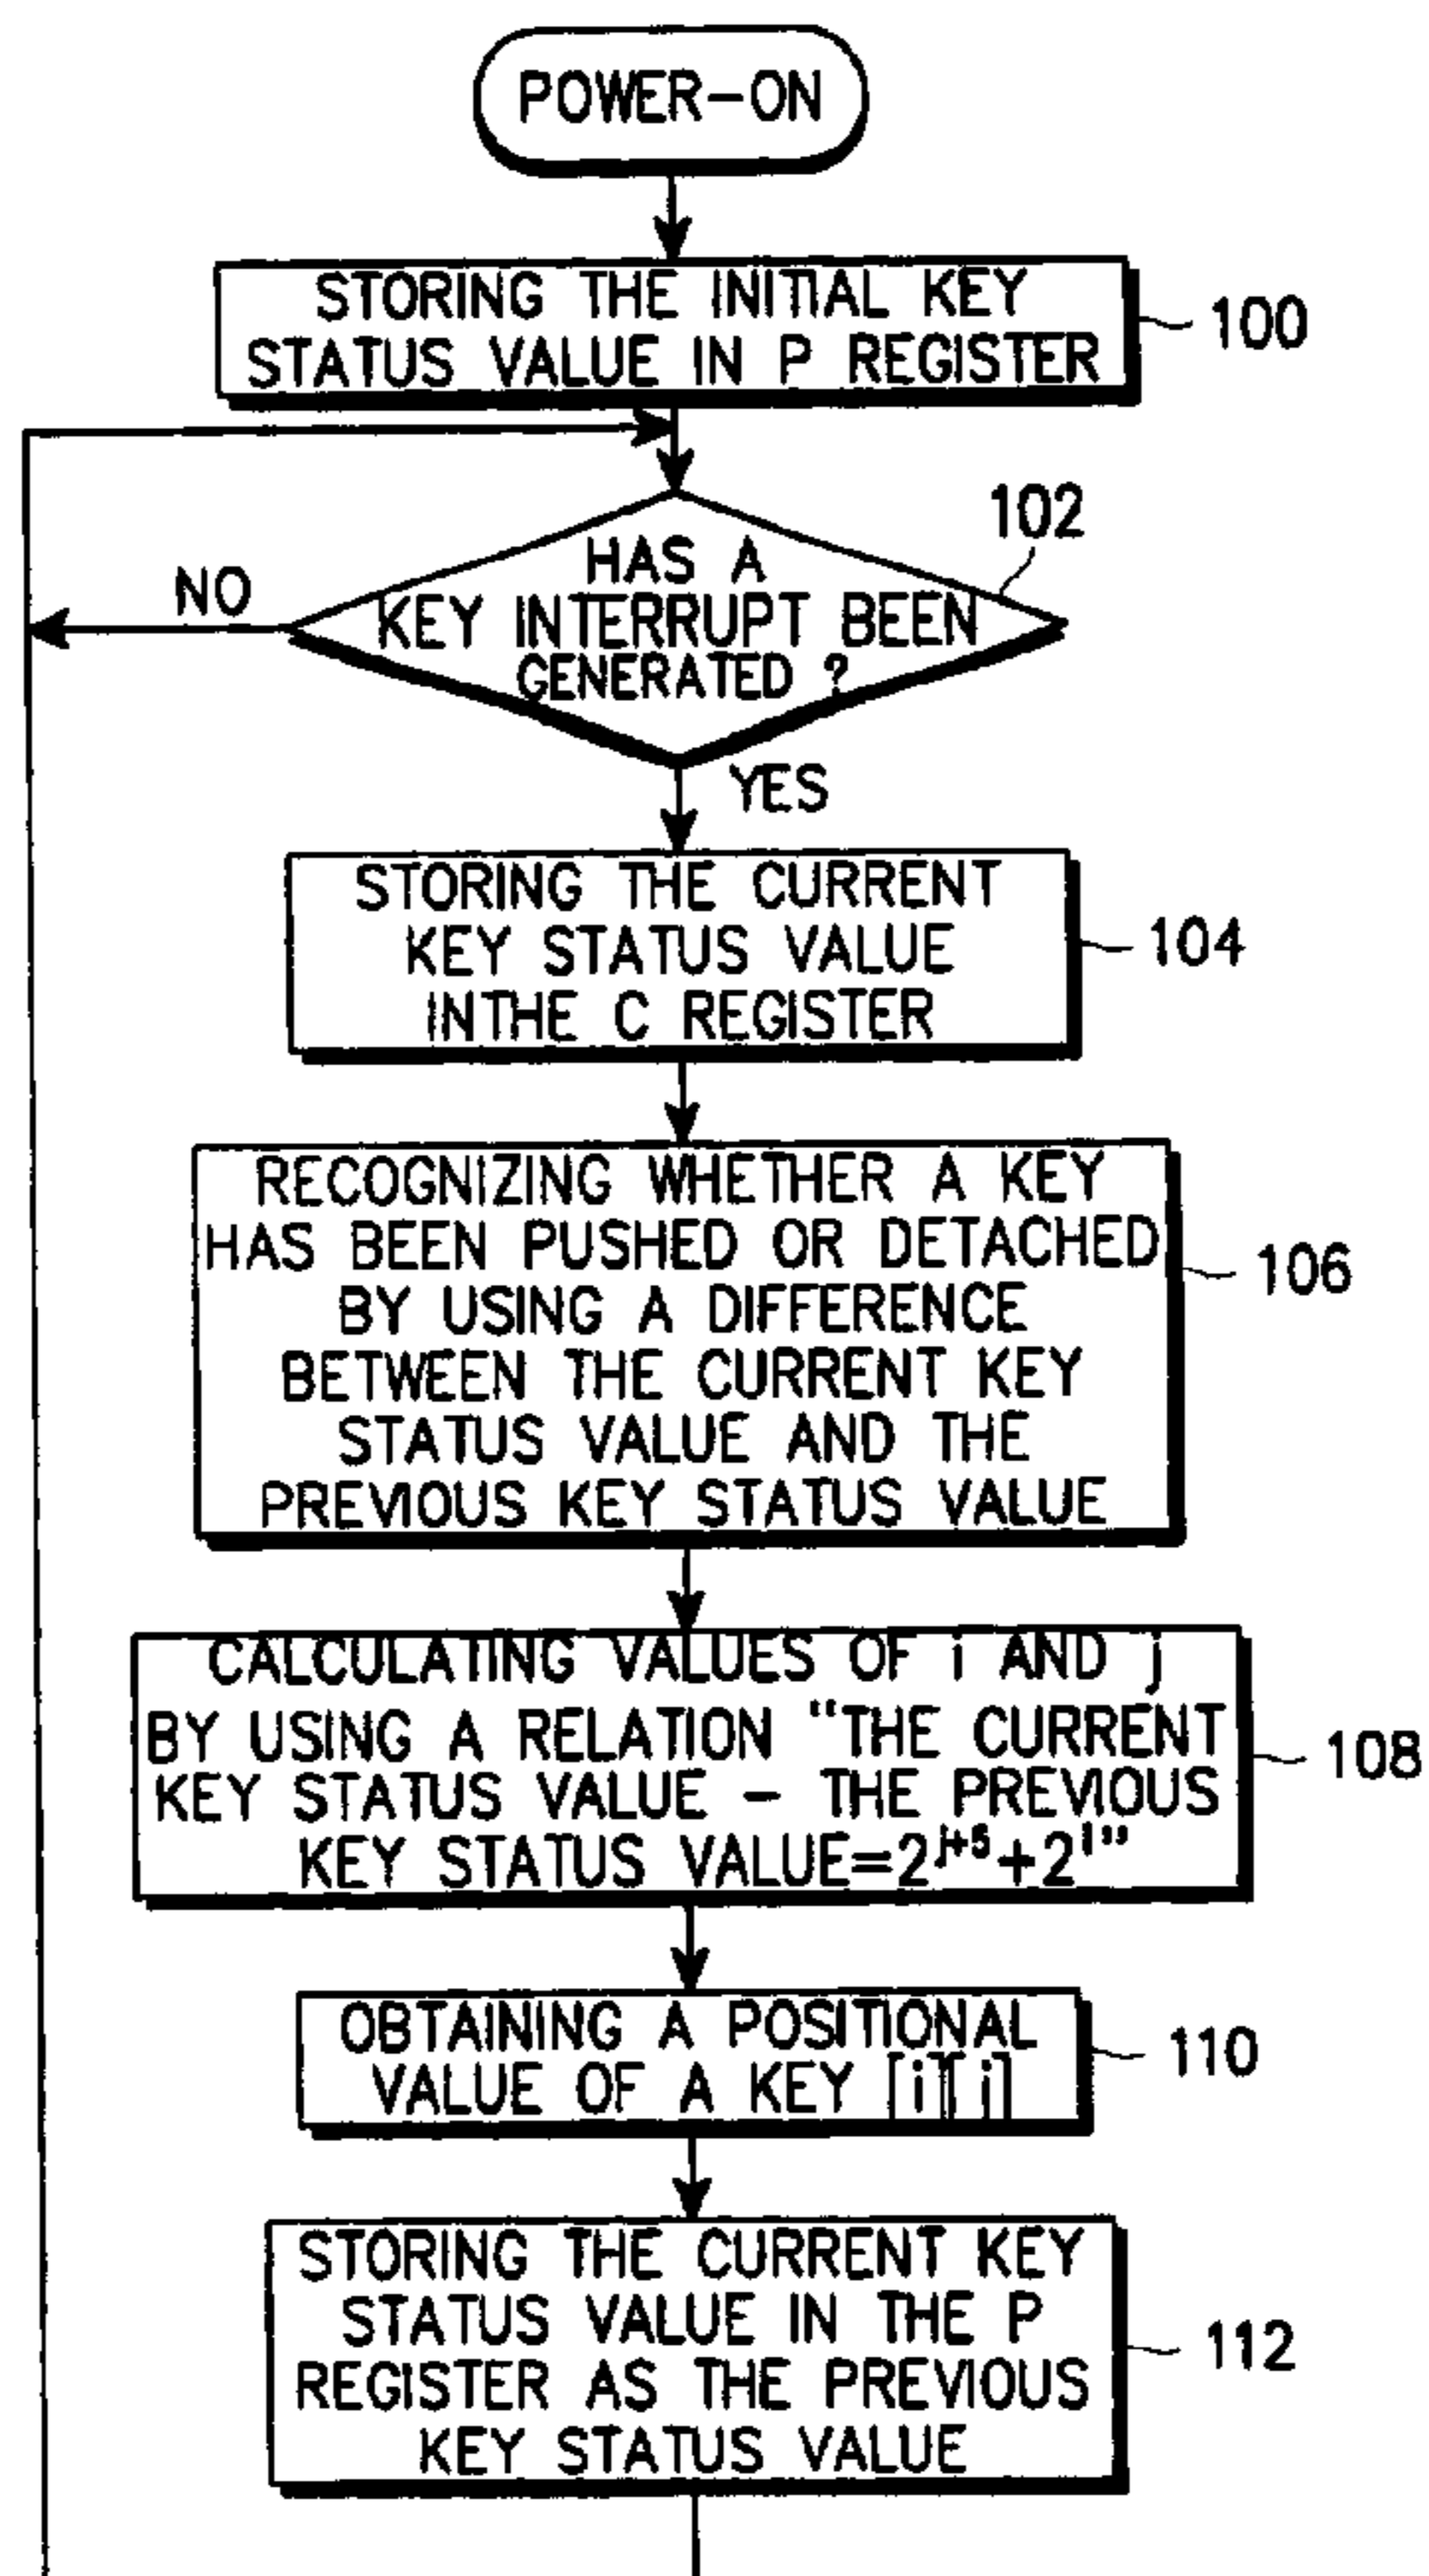 POWER-ON
STORING THE INITIAL KEY
STATUS VALUE IN P REGISTER
100
102
HAS A
KEY INTERRUPT BEEN
GENERATED ?
NO
YES
STORING THE CURRENT
KEY STATUS VALUE
INTHE C REGISTER
104
RECOGNIZING WHETHER A KEY
HAS BEEN PUSHED OR DETACHED
BY USING A DIFFERENCE
BETWEEN THE CURRENT KEY
STATUS VALUE AND THE
PREVIOUS KEY STATUS VALUE
106
CALCULATING VALUES OF i AND j
BY USING A RELATION "THE CURRENT
KEY STATUS VALUE - THE PREVIOUS
KEY STATUS VALUE=2^{j+5}+2^{i}"
108
OBTAINING A POSITIONAL
VALUE OF A KEY [i][j]
110
STORING THE CURRENT KEY
STATUS VALUE IN THE P
REGISTER AS THE PREVIOUS
KEY STATUS VALUE
112